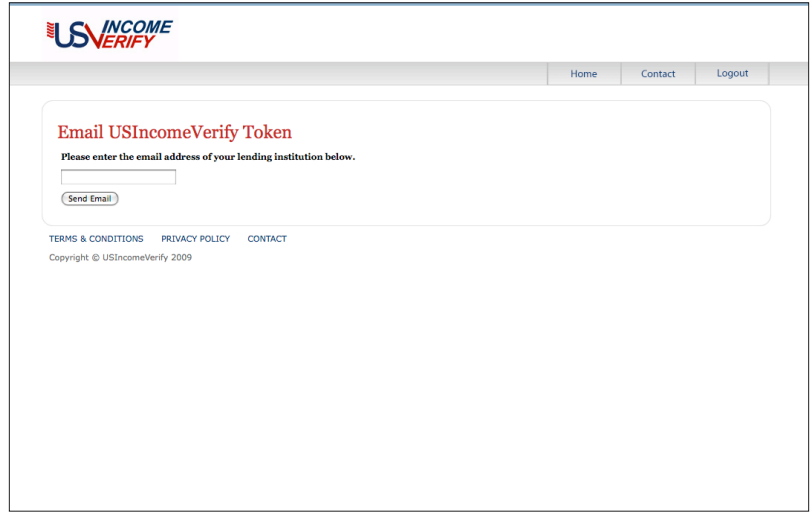 US INCOME
VERIFY
Home Contact Logout
Email USIncomeVerify Token
Please enter the email address of your lending institution below.
Send Email
TERMS & CONDITIONS PRIVACY POLICY CONTACT
Copyright © USIncomeVerify 2009